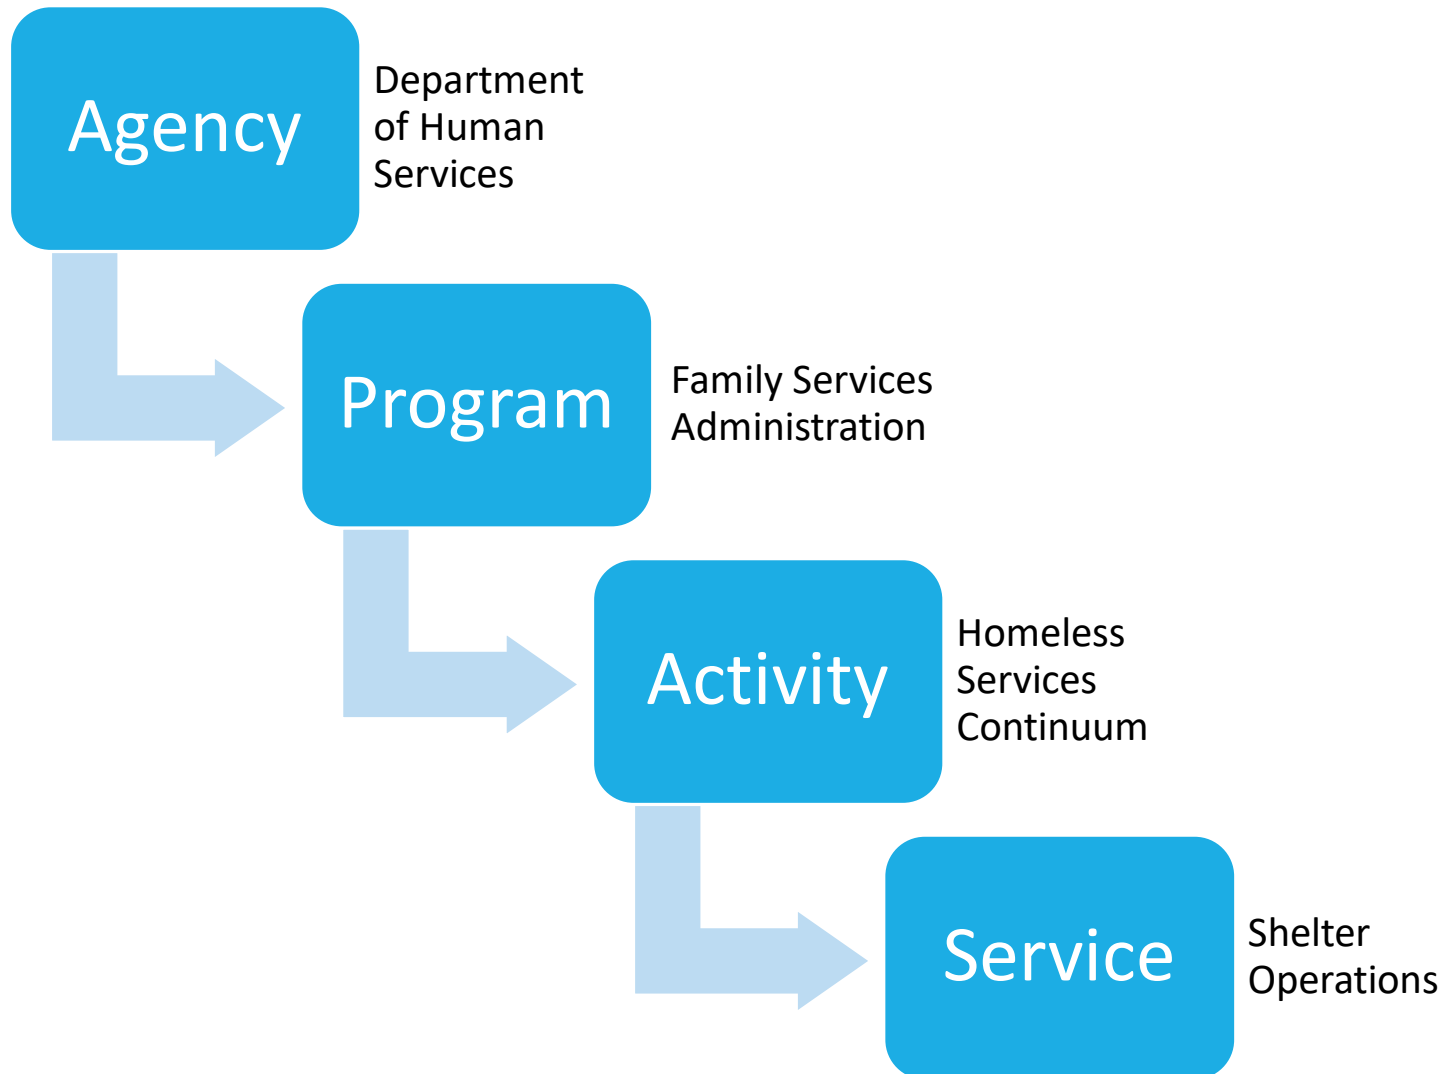 Agency
Department
of Human
Services
Program
Family Services
Administration
Activity
Homeless
Services
Continuum
Service
Shelter
Operations